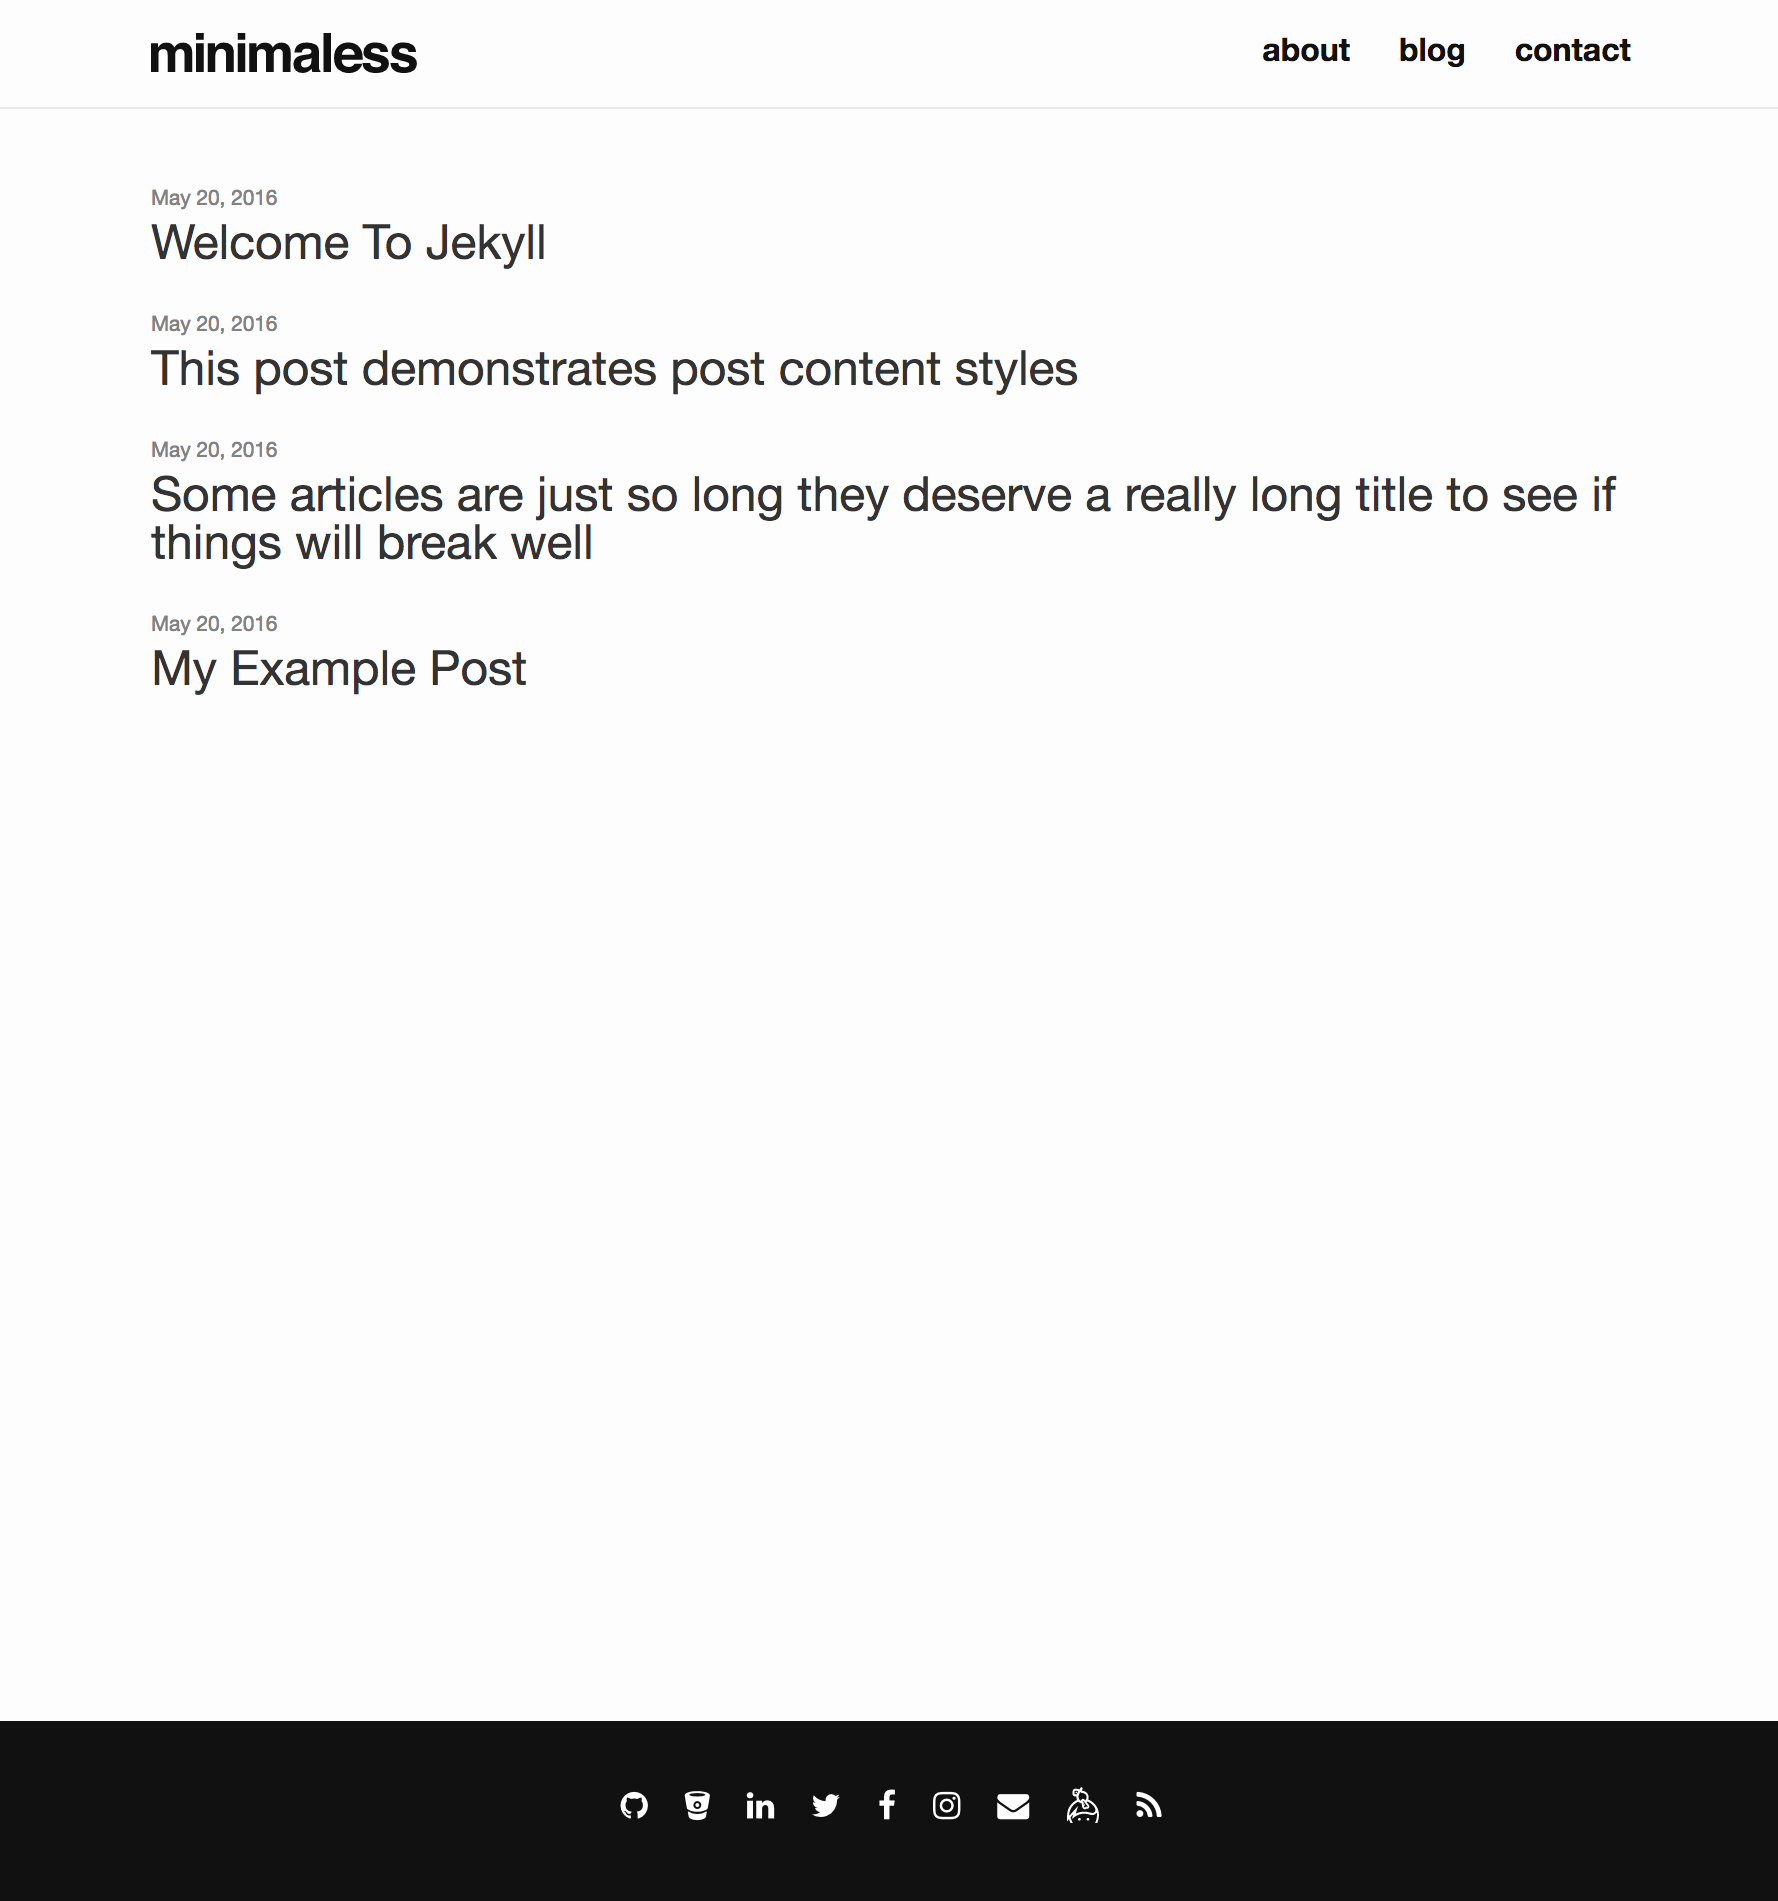 minimaless
about blog contact
May 20, 2016
Welcome To Jekyll
May 20, 2016
This post demonstrates post content styles
May 20, 2016
Some articles are just so long they deserve a really long title to see if
things will break well
May 20, 2016
My Example Post